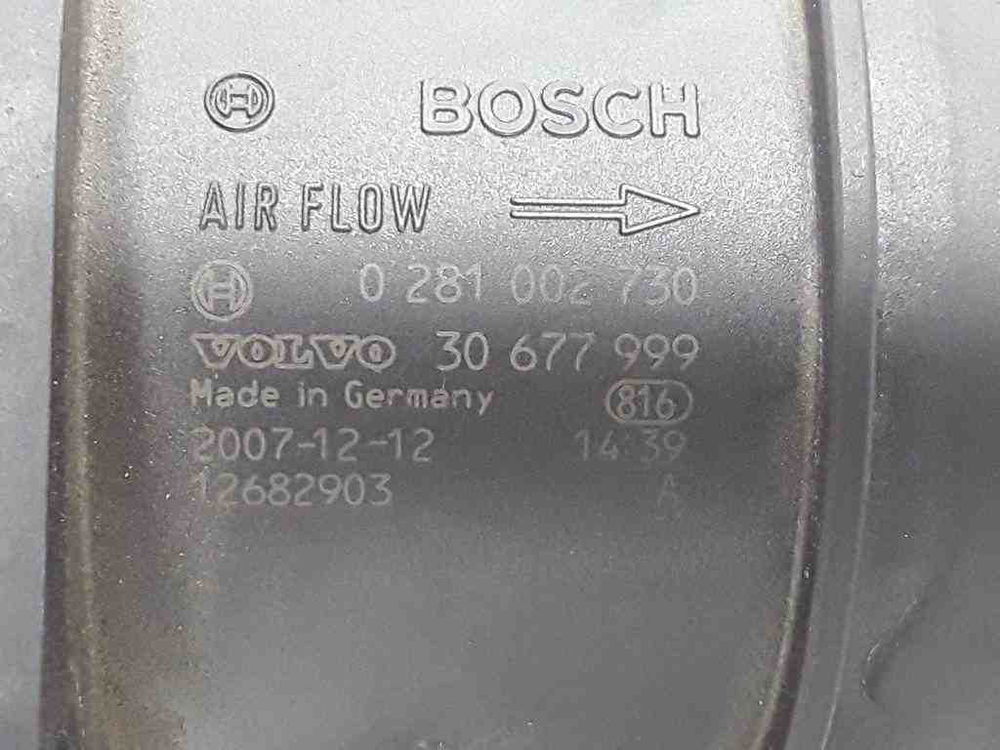 BOSCH
AIR FLOW
0 281 002 730
VOLVO 30 677 999
Made in Germany 816
2007-12-12 14:39
12682903 A